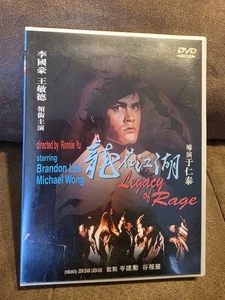 李國豪 王敏德 領銜主演
DVD
directed by Ronnie Yu
starring
Brandon Lee
Michael Wong
龍在江湖
Legacy
of
Rage
導演 于仁泰